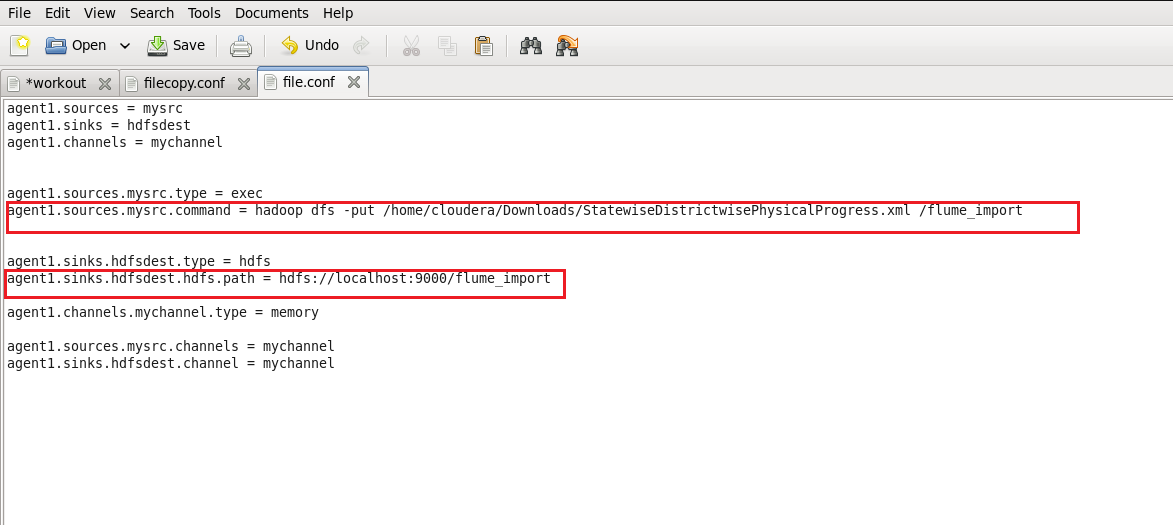 File Edit View Search Tools Documents Help
Open Save Undo
*workout filecopy.conf file.conf
agent1.sources = mysrc
agent1.sinks = hdfsdest
agent1.channels = mychannel
agent1.sources.mysrc.type = exec
agent1.sources.mysrc.command = hadoop dfs -put /home/cloudera/Downloads/StatewiseDistrictwisePhysicalProgress.xml /flume_import
agent1.sinks.hdfsdest.type = hdfs
agent1.sinks.hdfsdest.hdfs.path = hdfs://localhost:9000/flume_import
agent1.channels.mychannel.type = memory
agent1.sources.mysrc.channels = mychannel
agent1.sinks.hdfsdest.channel = mychannel